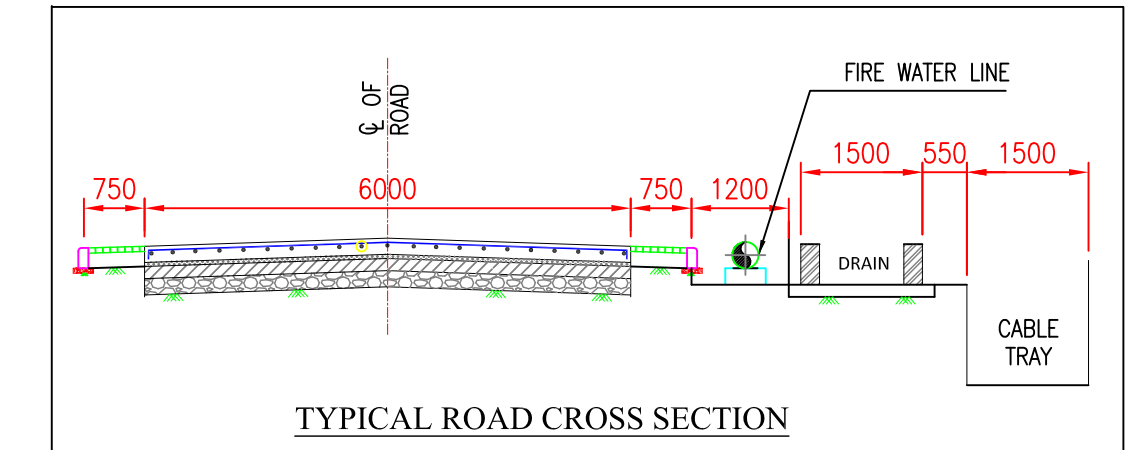 FIRE WATER LINE
℄ OF
ROAD
1500 550 1500
750 6000 750 1200
DRAIN
CABLE
TRAY
TYPICAL ROAD CROSS SECTION